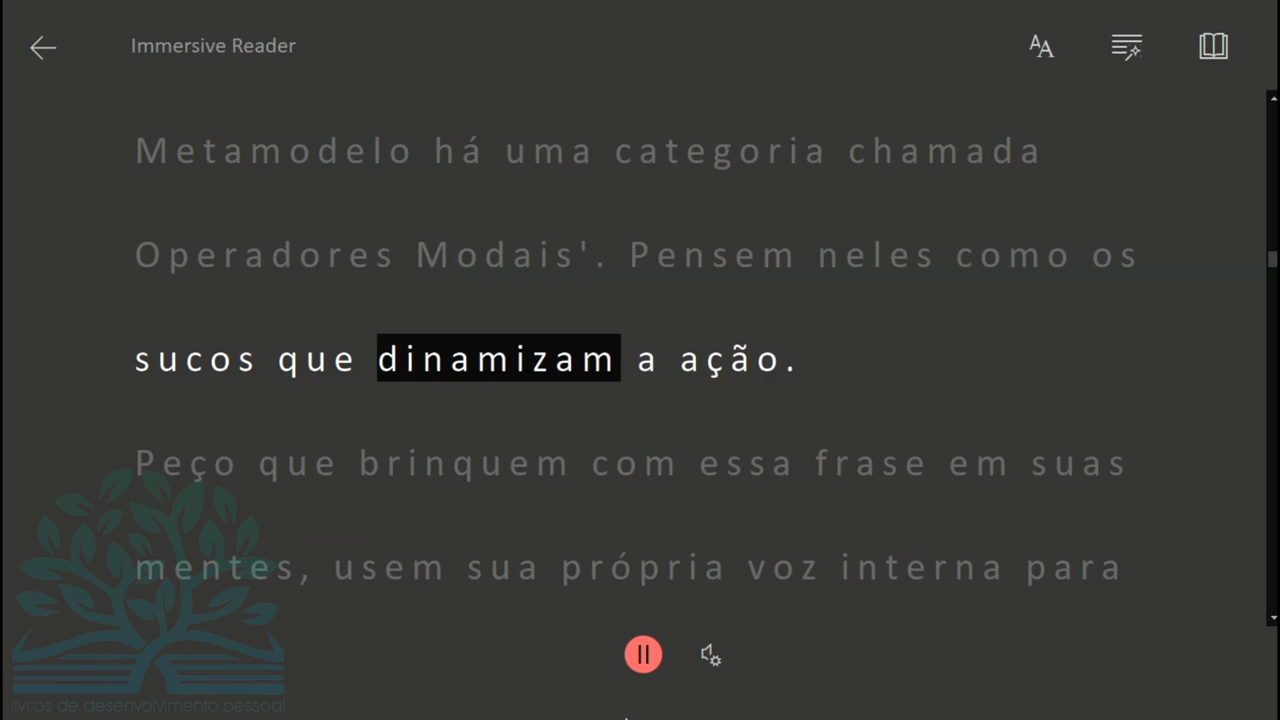 Immersive Reader
Metamodelo há uma categoria chamada
Operadores Modais'. Pensem neles como os
sucos que dinamizam a ação.
Peço que brinquem com essa frase em suas
mentes, usem sua própria voz interna para
livros de desenvolvimento pessoal